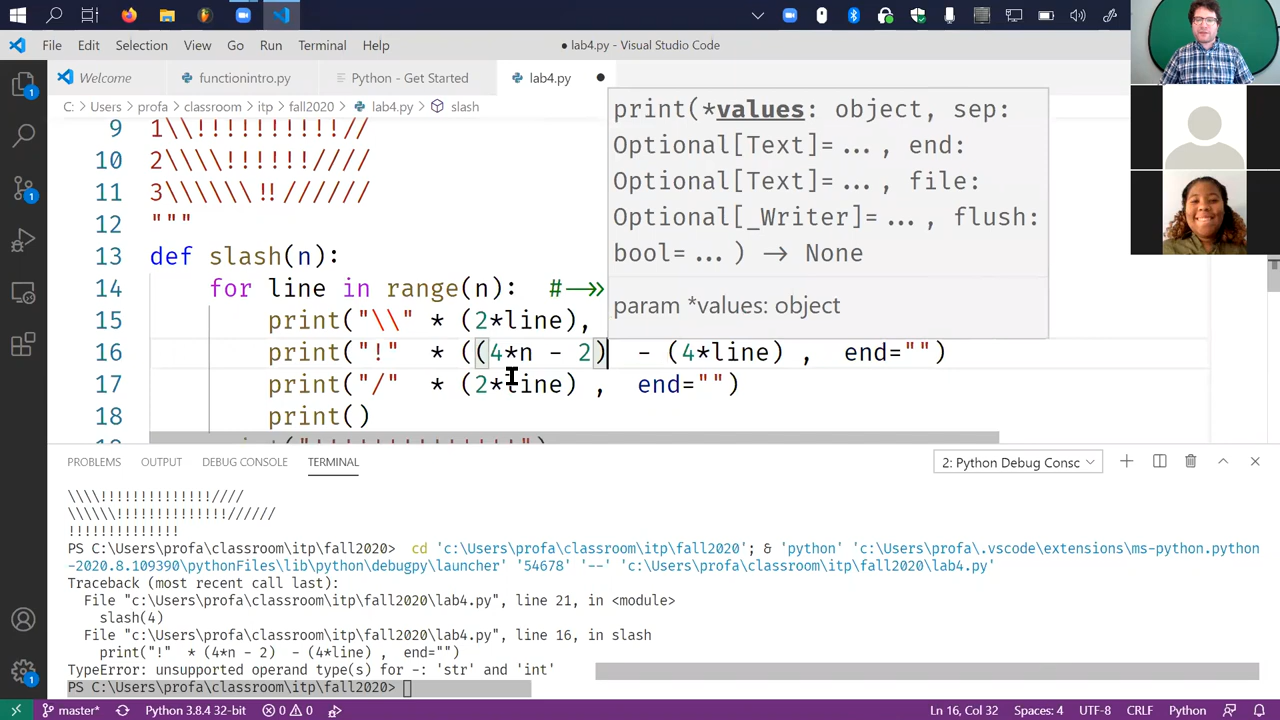 File Edit Selection View Go Run Terminal Help
● lab4.py - Visual Studio Code
Welcome functionintro.py Python - Get Started lab4.py
C: > Users > profa > classroom > itp > fall2020 > lab4.py > slash
9 1\\!!!!!!!!!!//
10 2\\\\!!!!!!////
11 3\\\\\\!!//////
12 """
13 def slash(n):
14 for line in range(n): #-->>
15 print("\\" * (2*line),
16 print("!" * ((4*n - 2) - (4*line) , end="")
17 print("/" * (2*line) , end="")
18 print()
print(*values: object, sep:
Optional[Text]=..., end:
Optional[Text]=..., file:
Optional[_Writer]=..., flush:
bool=...) -> None
param *values: object
PROBLEMS OUTPUT DEBUG CONSOLE TERMINAL
2: Python Debug Consc
\\\\!!!!!!!!!!!!!!////
\\\\\\!!!!!!!!!!!!!!//////
!!!!!!!!!!!!!!
PS C:\Users\profa\classroom\itp\fall2020> cd 'c:\Users\profa\classroom\itp\fall2020'; & 'python' 'c:\Users\profa\.vscode\extensions\ms-python.python
-2020.8.109390\pythonFiles\lib\python\debugpy\launcher' '54678' '--' 'c:\Users\profa\classroom\itp\fall2020\lab4.py'
Traceback (most recent call last):
File "c:\Users\profa\classroom\itp\fall2020\lab4.py", line 21, in <module>
slash(4)
File "c:\Users\profa\classroom\itp\fall2020\lab4.py", line 16, in slash
print("!" * (4*n - 2) - (4*line) , end="")
TypeError: unsupported operand type(s) for -: 'str' and 'int'
PS C:\Users\profa\classroom\itp\fall2020>
master* Python 3.8.4 32-bit 0 0 Ln 16, Col 32 Spaces: 4 UTF-8 CRLF Python